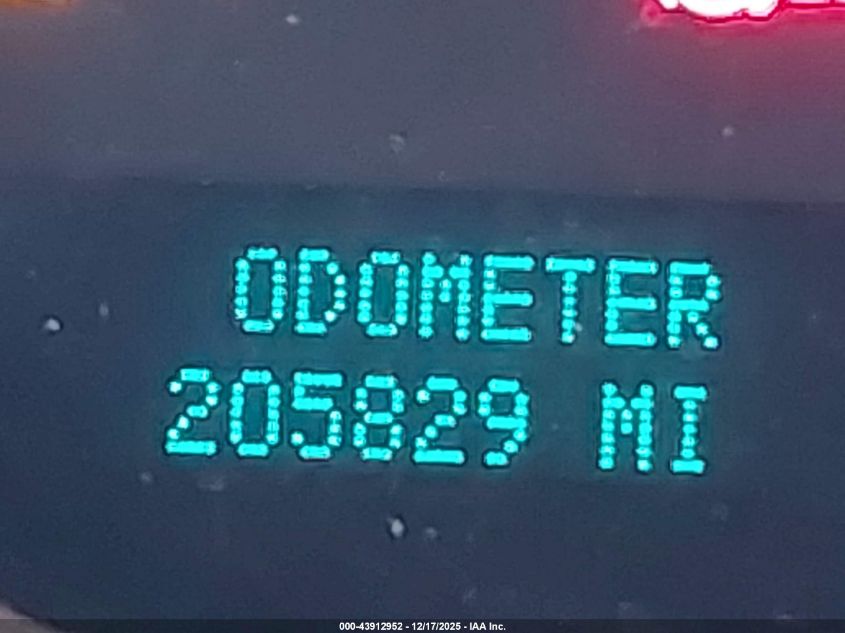 ODOMETER
205829 MI
000-43912952 - 12/17/2025 - IAA Inc.